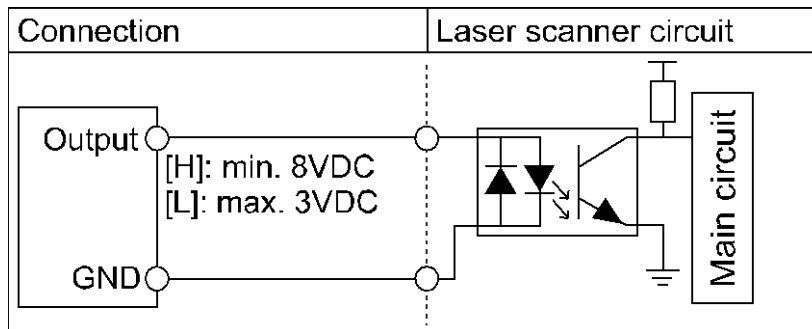 Connection
Laser scanner circuit
Output
[H]: min. 8VDC
[L]: max. 3VDC
GND
Main circuit